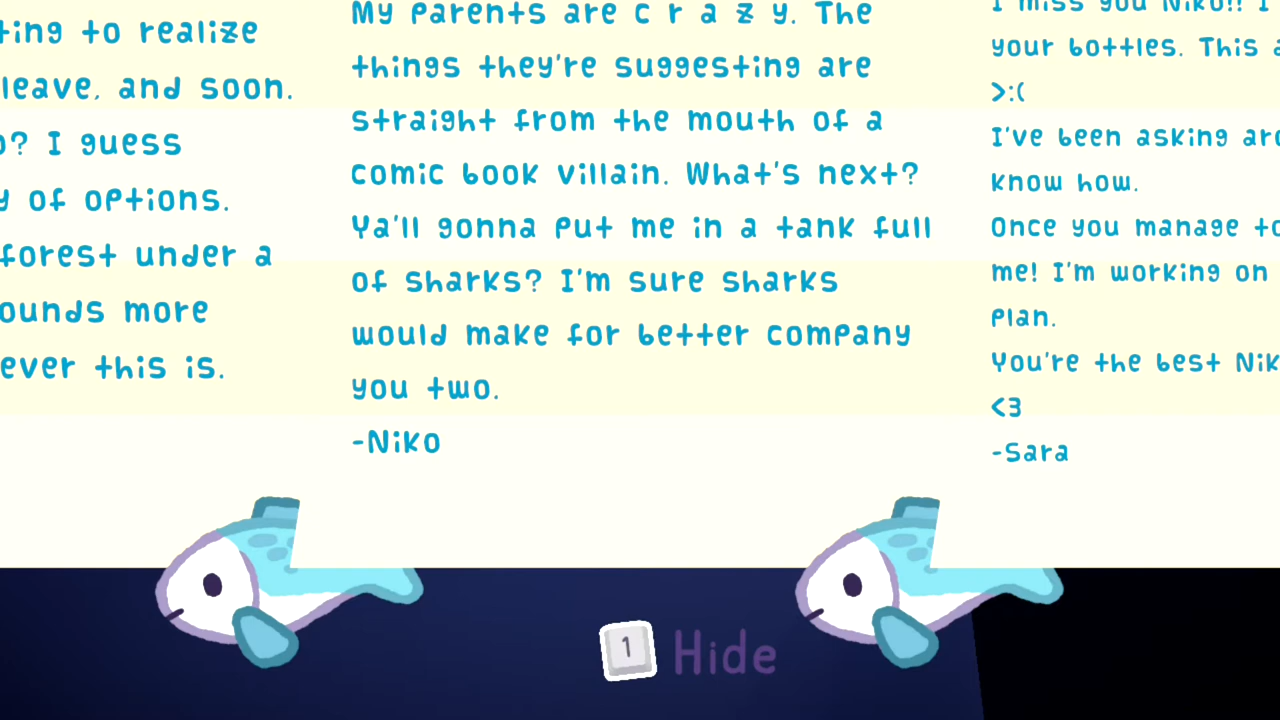 ting to realize
leave, and soon.
o? I guess
y of options.
forest under a
ounds more
ever this is.
My parents are c r a z y. The
things they're suggesting are
straight from the mouth of a
comic book villain. What's next?
Ya'll gonna put me in a tank full
of sharks? I'm sure sharks
would make for better company
you two.
-Niko
I miss you Niko!! I
your bottles. This a
>:(
I've been asking aro
know how.
Once you manage to
me! I'm working on
plan.
You're the best Nik
<3
-Sara
1 Hide